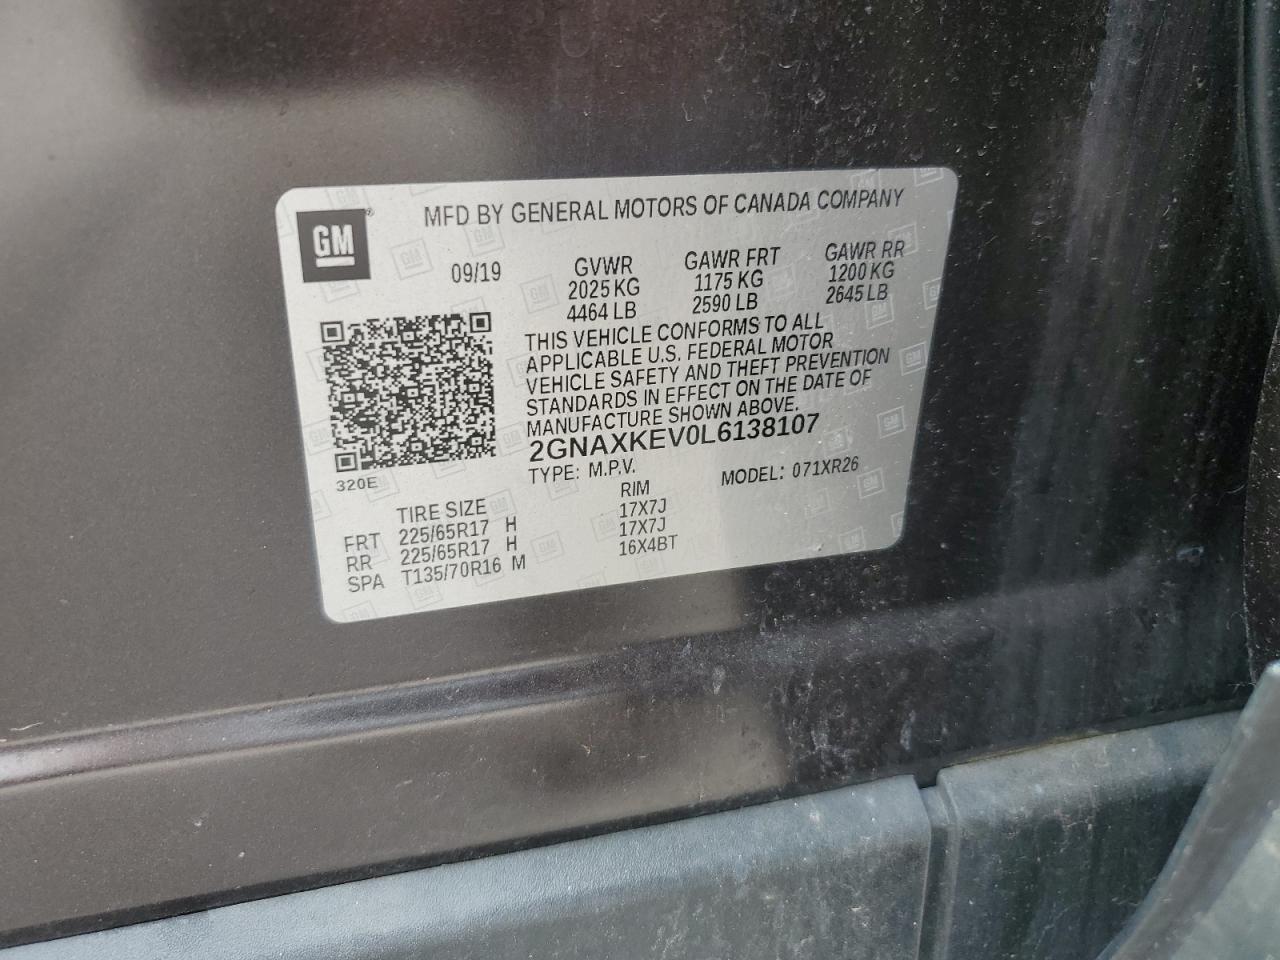 MFD BY GENERAL MOTORS OF CANADA COMPANY
GM ®
09/19
GVWR GAWR FRT GAWR RR
2025 KG 1175 KG 1200 KG
4464 LB 2590 LB 2645 LB
THIS VEHICLE CONFORMS TO ALL
APPLICABLE U.S. FEDERAL MOTOR
VEHICLE SAFETY AND THEFT PREVENTION
STANDARDS IN EFFECT ON THE DATE OF
MANUFACTURE SHOWN ABOVE.
2GNAXKEV0L6138107
320E
TYPE: M.P.V. MODEL: 071XR26
TIRE SIZE RIM
FRT 225/65R17 H 17X7J
RR 225/65R17 H 17X7J
SPA T135/70R16 M 16X4BT